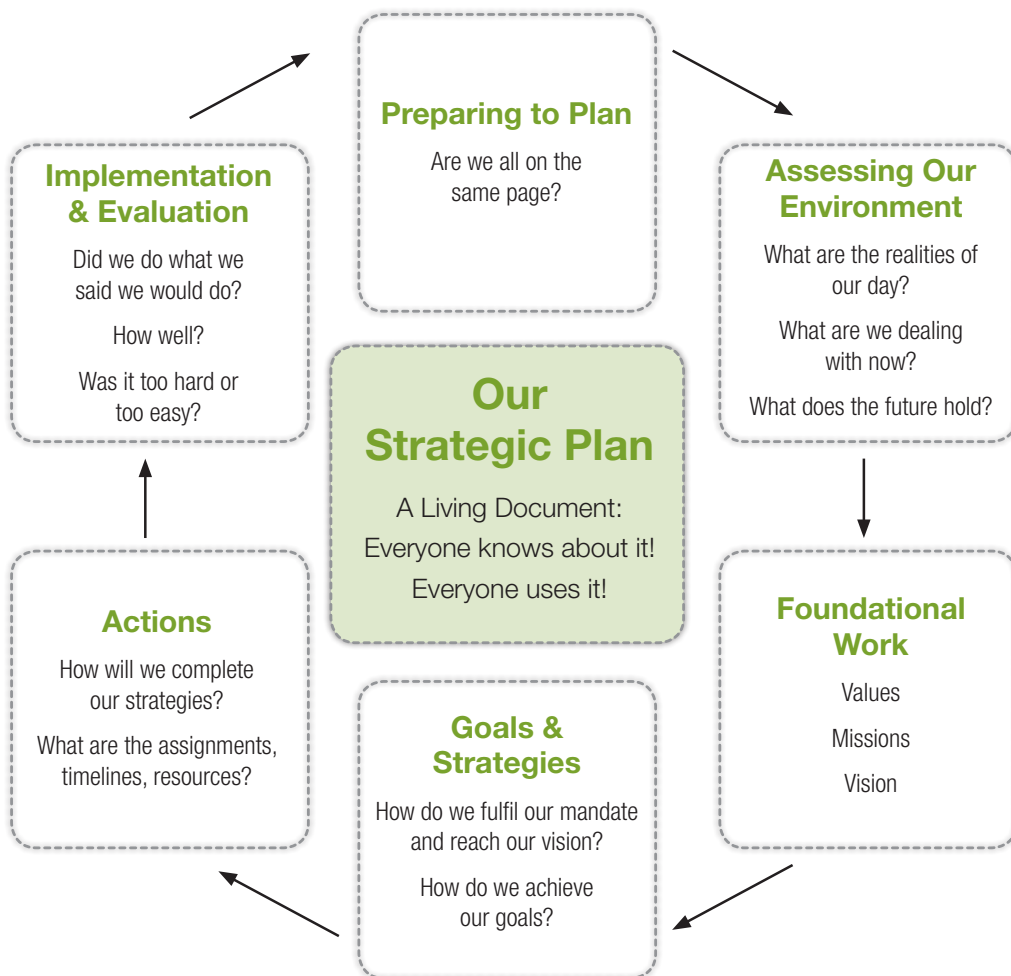 Preparing to Plan
Are we all on the
same page?
Assessing Our
Environment
What are the realities of
our day?
What are we dealing
with now?
What does the future hold?
Foundational
Work
Values
Missions
Vision
Goals &
Strategies
How do we fulfil our mandate
and reach our vision?
How do we achieve
our goals?
Actions
How will we complete
our strategies?
What are the assignments,
timelines, resources?
Implementation
& Evaluation
Did we do what we
said we would do?
How well?
Was it too hard or
too easy?
Our
Strategic Plan
A Living Document:
Everyone knows about it!
Everyone uses it!